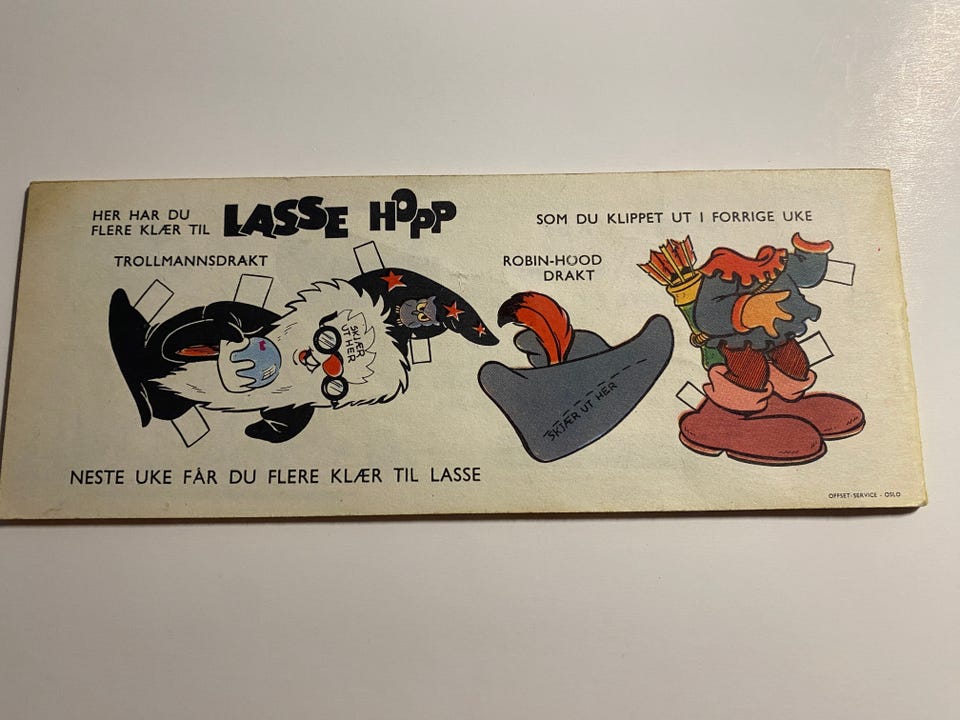 HER HAR DU
FLERE KLÆR TIL
LASSE HOPP
SOM DU KLIPPET UT I FORRIGE UKE
TROLLMANNSDRAKT
SKJÆR
UT HER
ROBIN-HOOD
DRAKT
SKJÆR UT HER
NESTE UKE FÅR DU FLERE KLÆR TIL LASSE
OFFSET-SERVICE - OSLO